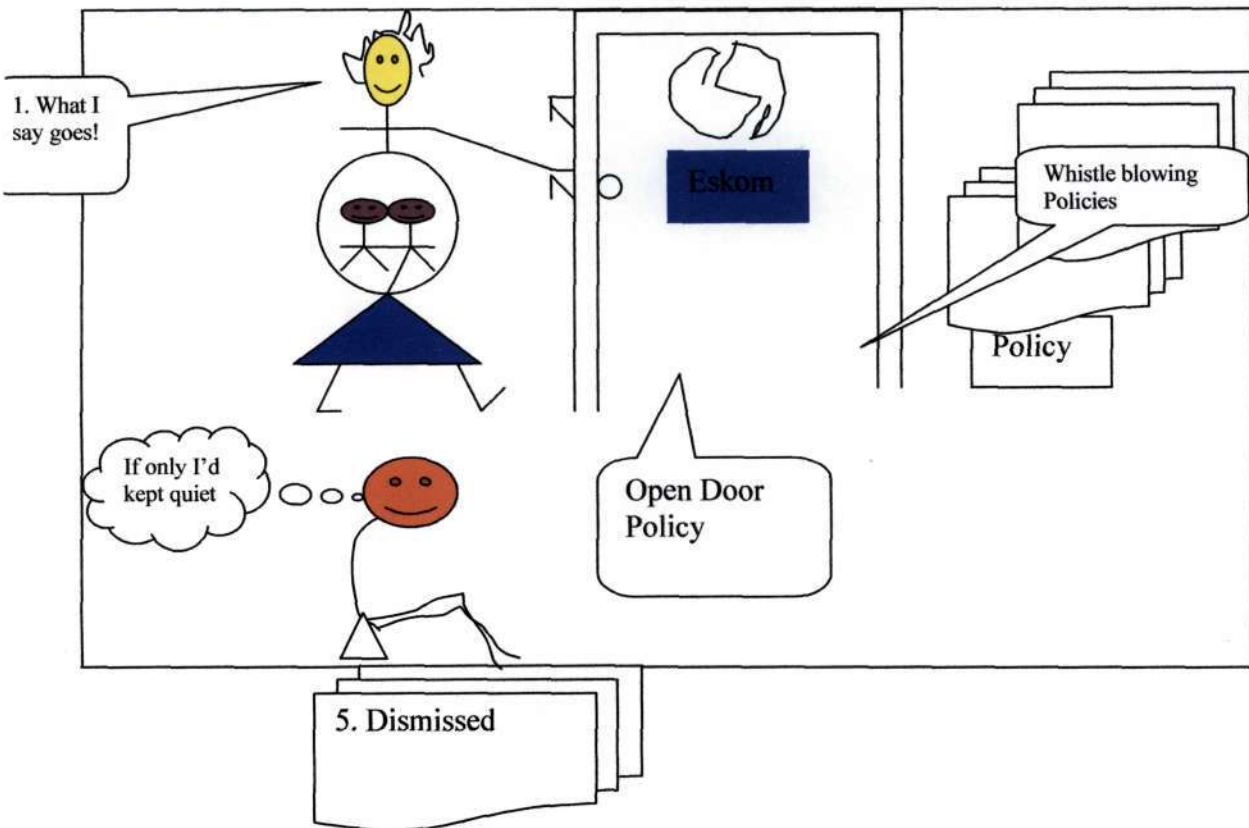 1. What I
say goes!
Eskom
Whistle blowing
Policies
Policy
If only I'd
kept quiet
Open Door
Policy
5. Dismissed